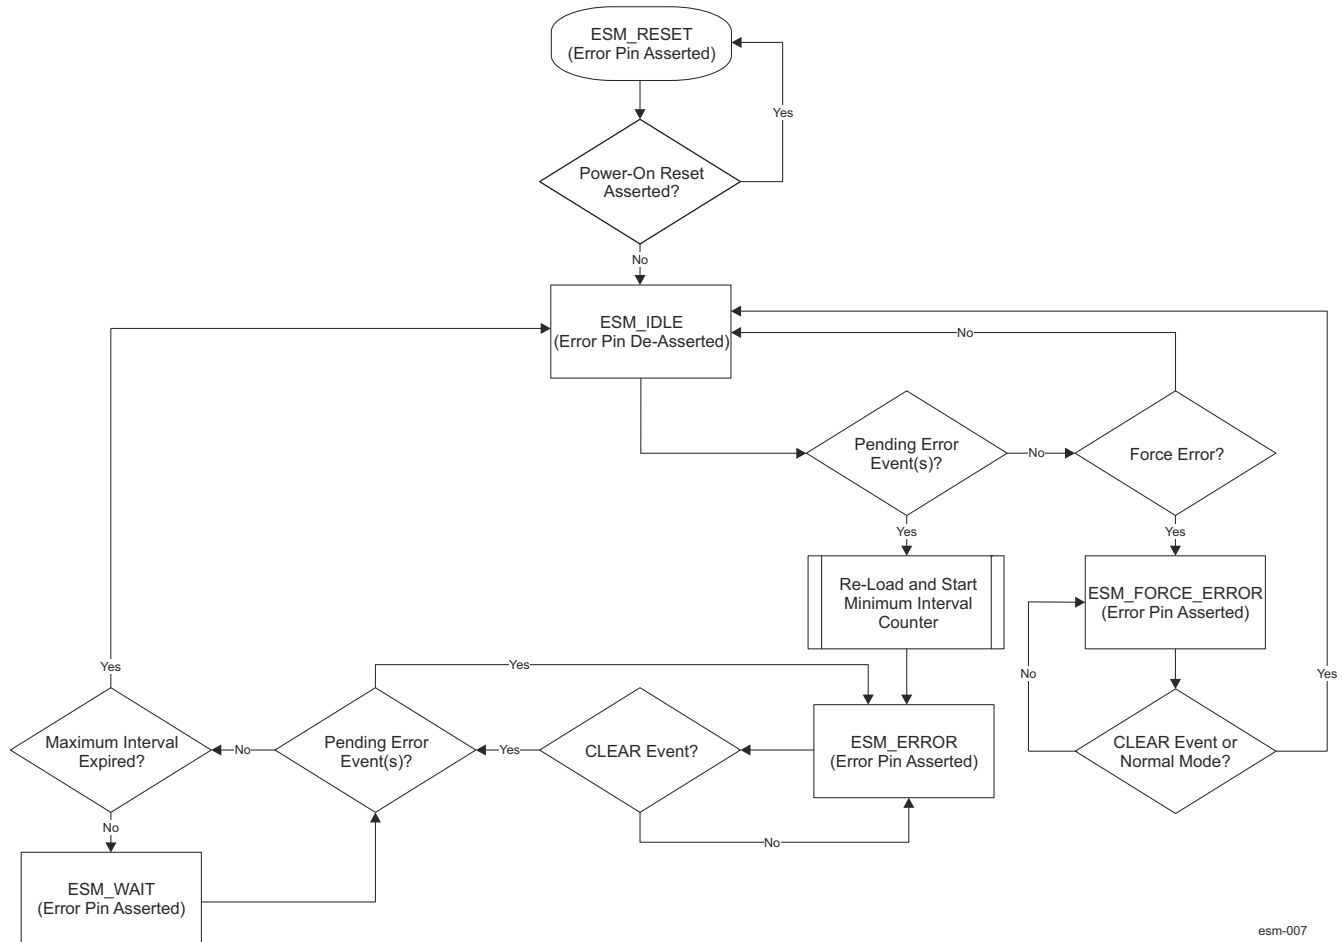 ESM_RESET
(Error Pin Asserted)
Yes
Power-On Reset
Asserted?
No
ESM_IDLE
(Error Pin De-Asserted)
No
Pending Error
Event(s)?
No
Force Error?
Yes
Yes
Re-Load and Start
Minimum Interval
Counter
ESM_FORCE_ERROR
(Error Pin Asserted)
Yes
Yes
No
Yes
Maximum Interval
Expired?
No
Pending Error
Event(s)?
Yes
CLEAR Event?
ESM_ERROR
(Error Pin Asserted)
CLEAR Event or
Normal Mode?
No
No
ESM_WAIT
(Error Pin Asserted)
esm-007